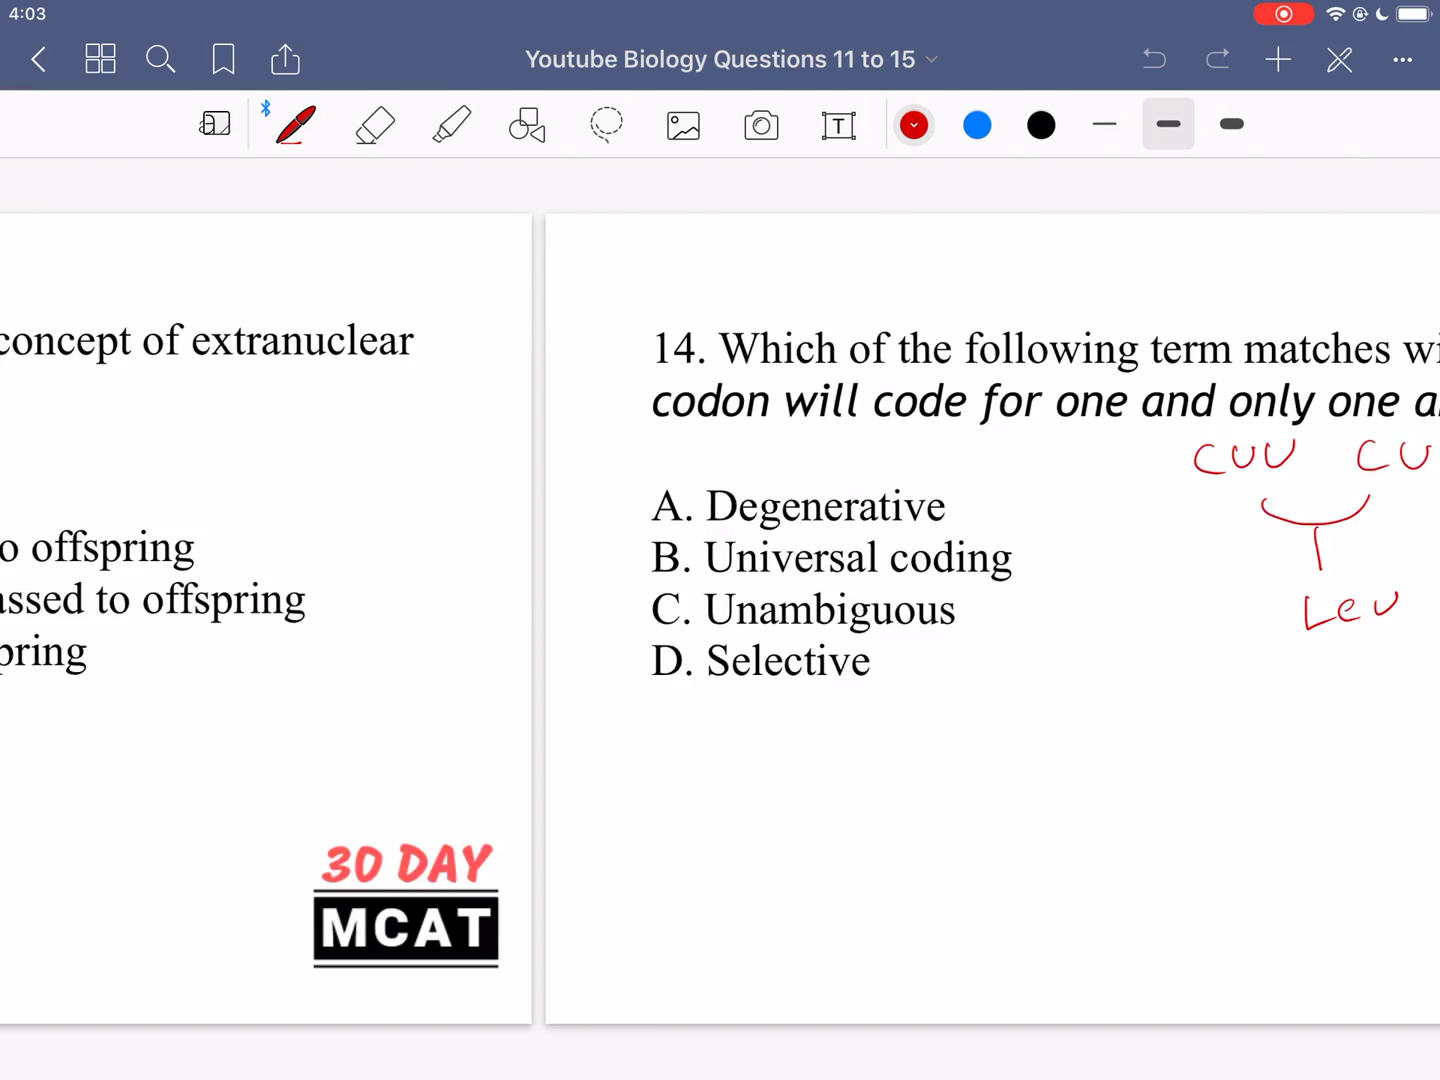 4:03
Youtube Biology Questions 11 to 15
T
concept of extranuclear
o offspring
assed to offspring
pring
30 DAY
MCAT
14. Which of the following term matches wi
codon will code for one and only one a
CUU CU
Leu
A. Degenerative
B. Universal coding
C. Unambiguous
D. Selective